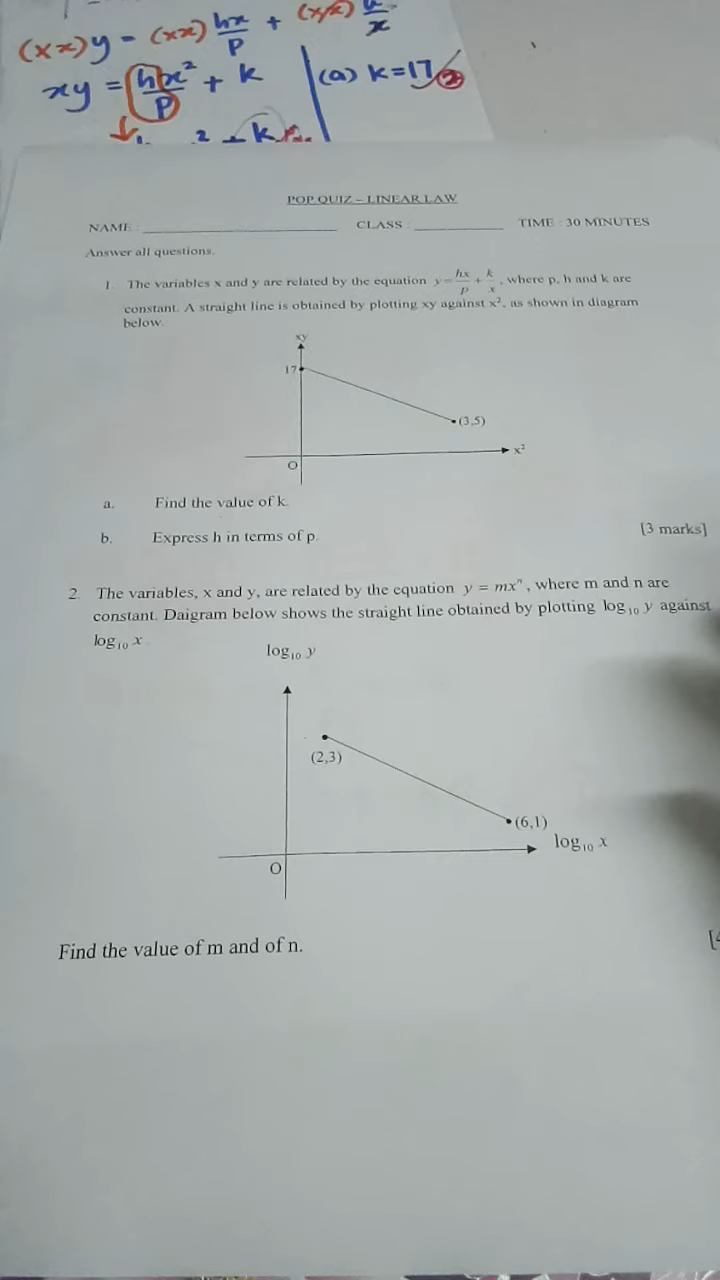 (xx)y = (xx) hx/p + (x) k/x
xy = hx²/p + k
(a) k=17
POP QUIZ – LINEAR LAW
NAME : CLASS : TIME : 30 MINUTES
Answer all questions.
1. The variables x and y are related by the equation y = hx/p + k/x , where p, h and k are
constant. A straight line is obtained by plotting xy against x², as shown in diagram
below.
xy
17
(3,5)
x²
O
a. Find the value of k.
b. Express h in terms of p.
[3 marks]
2. The variables, x and y, are related by the equation y = mxⁿ , where m and n are
constant. Daigram below shows the straight line obtained by plotting log₁₀ y against
log₁₀ x
log₁₀ y
(2,3)
(6,1)
log₁₀ x
O
Find the value of m and of n.
[4